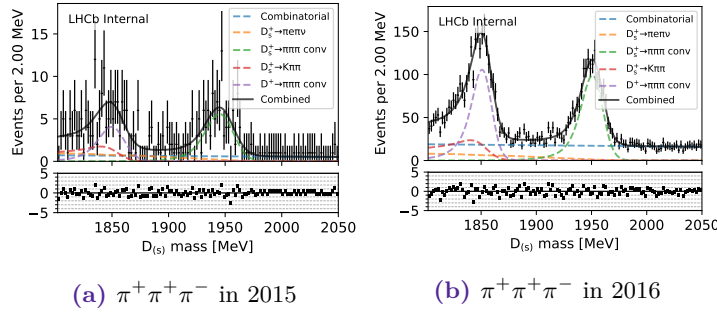 LHCb Internal
Combinatorial
D_s^+→πeπν
D_s^+→πππ conv
D_s^+→Kππ
D^+→πππ conv
Combined
Events per 2.00 MeV
15
10
5
0
5
0
−5
1850 1900 1950 2000 2050
D_(s) mass [MeV]
(a) π^+π^+π^− in 2015
LHCb Internal
Combinatorial
D_s^+→πeπν
D_s^+→πππ conv
D_s^+→Kππ
D^+→πππ conv
Combined
Events per 2.00 MeV
150
100
50
0
5
0
−5
1850 1900 1950 2000 2050
D_(s) mass [MeV]
(b) π^+π^+π^− in 2016